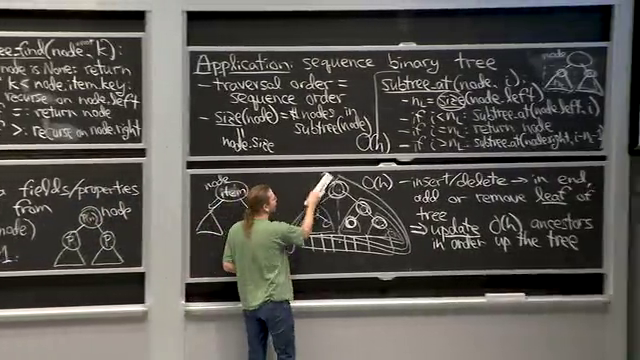 ee-find(node, k):
node is None: return
k < node.item.key:
recurse on node.left
==: return node
>: recurse on node.right
a fields/properties
from
node
node)
Application: sequence binary tree
- traversal order =
sequence order
- size(node) = # nodes in
subtree(node)
node.size
O(h)
node
subtree_at(node, i):
- nL = size(node.left)
- if i<nL: subtree_at(node.left, i)
- if i=nL: return node
- if i>nL: subtree_at(node.right, i-nL-1)
node
item
O(h)
- insert/delete → in end,
add or remove leaf of
tree
⇒ update O(h) ancestors
in order up the tree